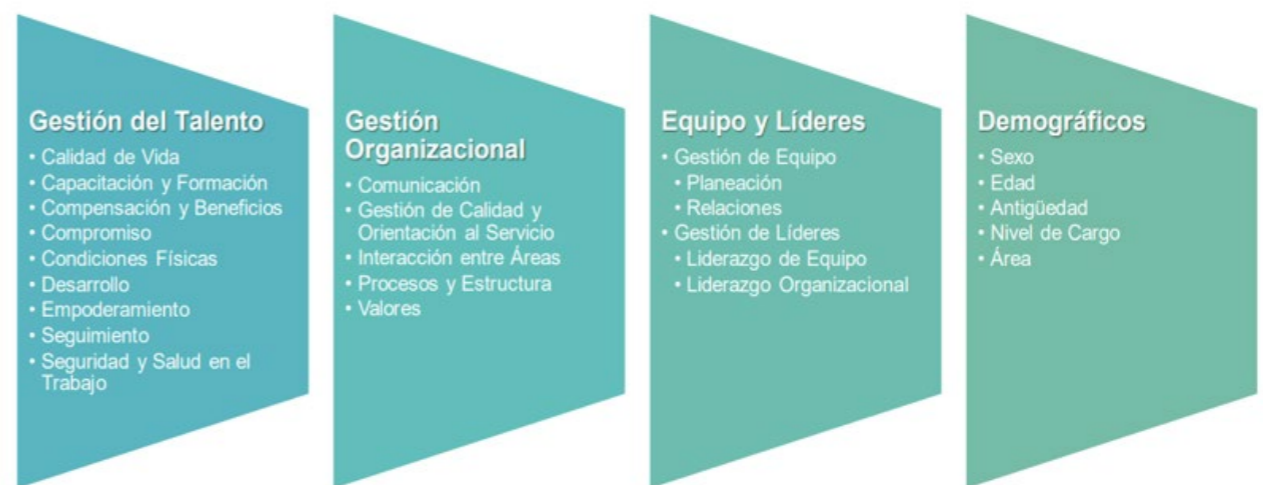 Gestión del Talento
• Calidad de Vida
• Capacitación y Formación
• Compensación y Beneficios
• Compromiso
• Condiciones Físicas
• Desarrollo
• Empoderamiento
• Seguimiento
• Seguridad y Salud en el
Trabajo
Gestión
Organizacional
• Comunicación
• Gestión de Calidad y
Orientación al Servicio
• Interacción entre Áreas
• Procesos y Estructura
• Valores
Equipo y Líderes
• Gestión de Equipo
• Planeación
• Relaciones
• Gestión de Líderes
• Liderazgo de Equipo
• Liderazgo Organizacional
Demográficos
• Sexo
• Edad
• Antigüedad
• Nivel de Cargo
• Área